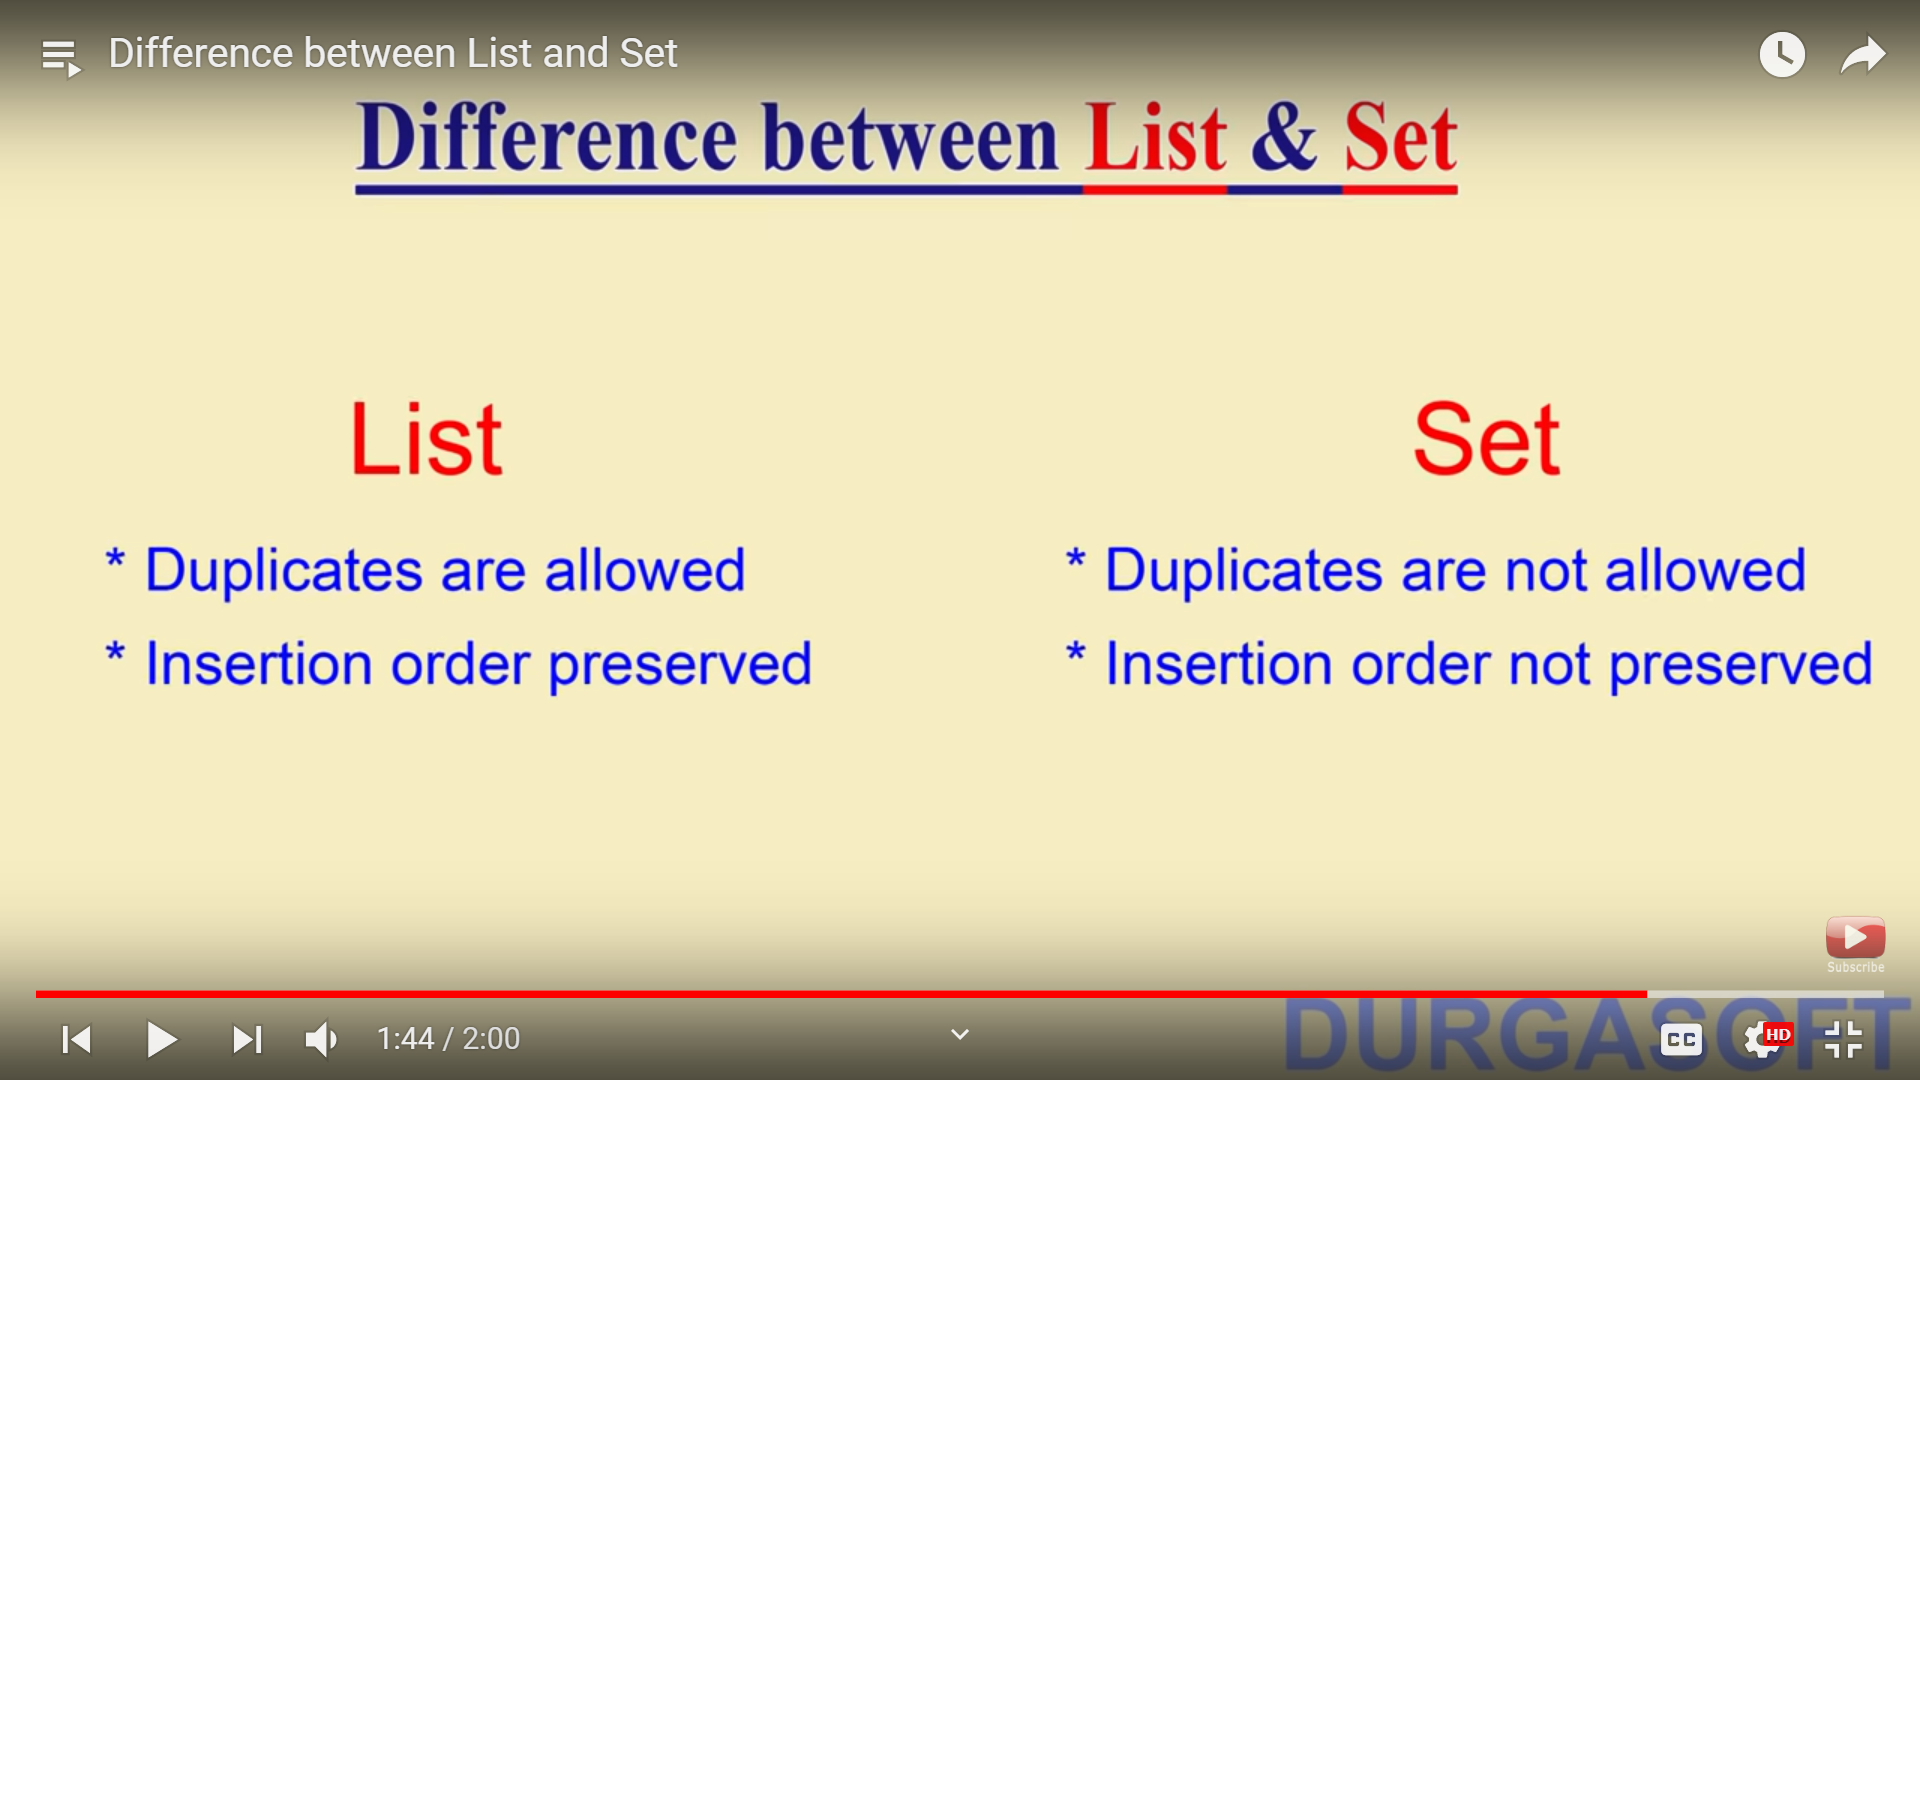 Difference between List and Set
Difference between List & Set
List
Set
* Duplicates are allowed
* Insertion order preserved
* Duplicates are not allowed
* Insertion order not preserved
Subscribe
DURGASOFT
1:44 / 2:00
CC
HD